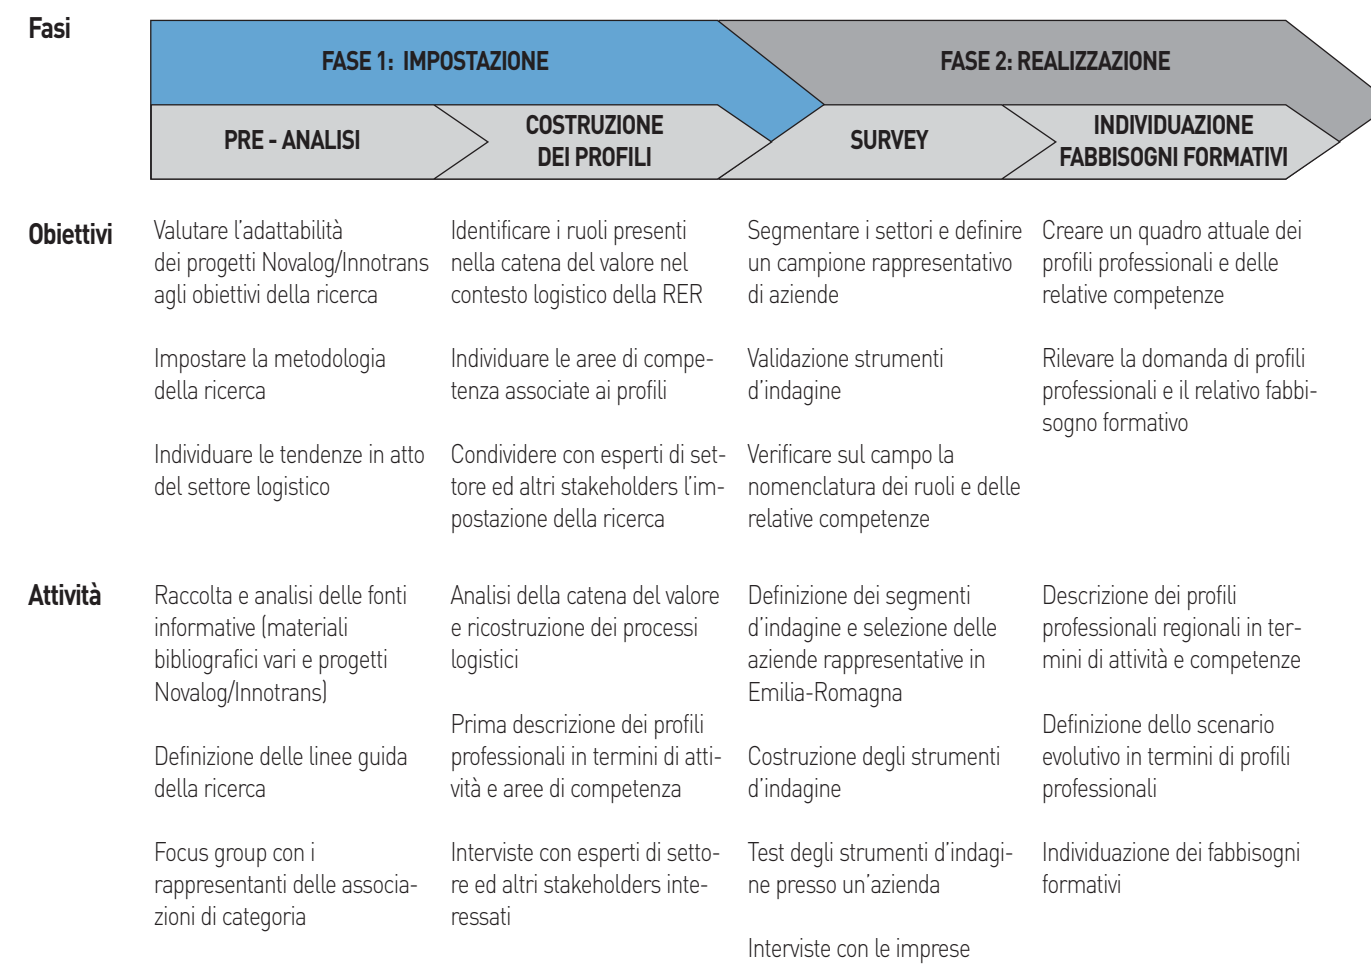 Fasi
FASE 1: IMPOSTAZIONE
FASE 2: REALIZZAZIONE
PRE - ANALISI
COSTRUZIONE
DEI PROFILI
SURVEY
INDIVIDUAZIONE
FABBISOGNI FORMATIVI
Obiettivi
Valutare l'adattabilità
dei progetti Novalog/Innotrans
agli obiettivi della ricerca
Impostare la metodologia
della ricerca
Individuare le tendenze in atto
del settore logistico
Identificare i ruoli presenti
nella catena del valore nel
contesto logistico della RER
Individuare le aree di compe-
tenza associate ai profili
Condividere con esperti di set-
tore ed altri stakeholders l'im-
postazione della ricerca
Segmentare i settori e definire
un campione rappresentativo
di aziende
Validazione strumenti
d'indagine
Verificare sul campo la
nomenclatura dei ruoli e delle
relative competenze
Creare un quadro attuale dei
profili professionali e delle
relative competenze
Rilevare la domanda di profili
professionali e il relativo fabbi-
sogno formativo
Attività
Raccolta e analisi delle fonti
informative (materiali
bibliografici vari e progetti
Novalog/Innotrans)
Definizione delle linee guida
della ricerca
Focus group con i
rappresentanti delle associa-
zioni di categoria
Analisi della catena del valore
e ricostruzione dei processi
logistici
Prima descrizione dei profili
professionali in termini di atti-
vità e aree di competenza
Interviste con esperti di setto-
re ed altri stakeholders inte-
ressati
Definizione dei segmenti
d'indagine e selezione delle
aziende rappresentative in
Emilia-Romagna
Costruzione degli strumenti
d'indagine
Test degli strumenti d'indagi-
ne presso un'azienda
Interviste con le imprese
Descrizione dei profili
professionali regionali in ter-
mini di attività e competenze
Definizione dello scenario
evolutivo in termini di profili
professionali
Individuazione dei fabbisogni
formativi